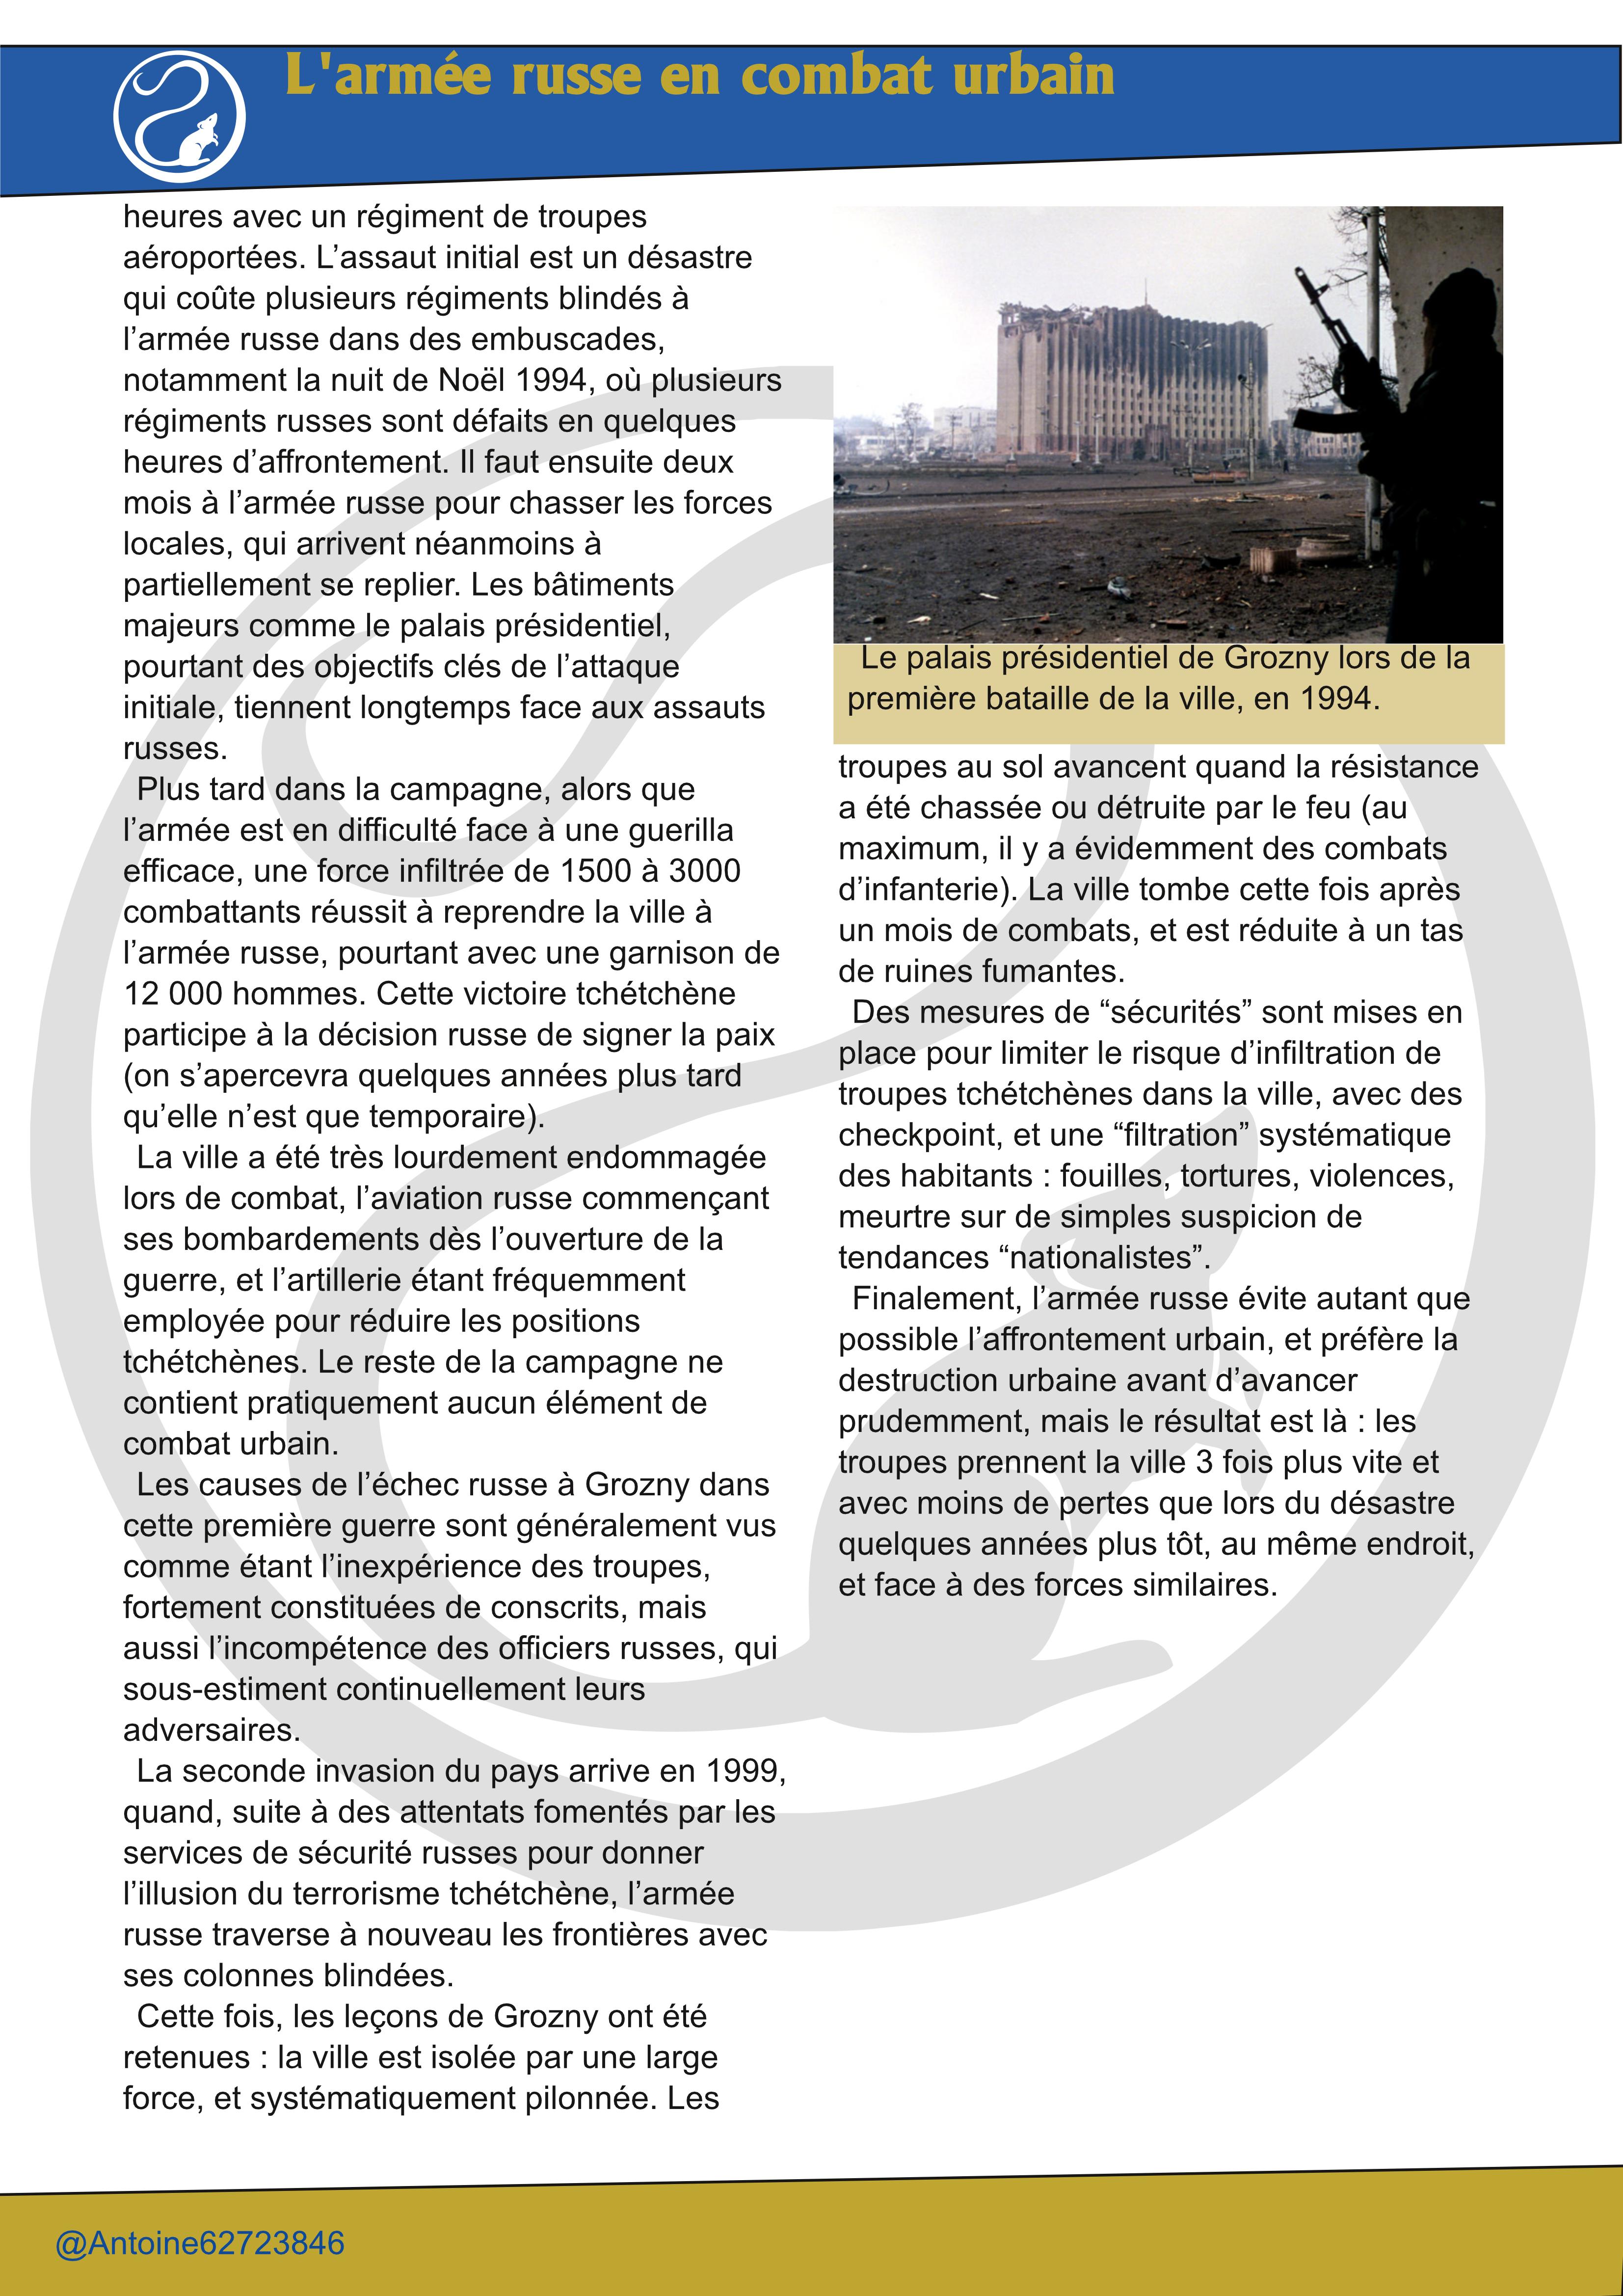 L'armée russe en combat urbain
heures avec un régiment de troupes
aéroportées. L’assaut initial est un désastre
qui coûte plusieurs régiments blindés à
l’armée russe dans des embuscades,
notamment la nuit de Noël 1994, où plusieurs
régiments russes sont défaits en quelques
heures d’affrontement. Il faut ensuite deux
mois à l’armée russe pour chasser les forces
locales, qui arrivent néanmoins à
partiellement se replier. Les bâtiments
majeurs comme le palais présidentiel,
pourtant des objectifs clés de l’attaque
initiale, tiennent longtemps face aux assauts
russes.
Plus tard dans la campagne, alors que
l’armée est en difficulté face à une guerilla
efficace, une force infiltrée de 1500 à 3000
combattants réussit à reprendre la ville à
l’armée russe, pourtant avec une garnison de
12 000 hommes. Cette victoire tchétchène
participe à la décision russe de signer la paix
(on s’apercevra quelques années plus tard
qu’elle n’est que temporaire).
La ville a été très lourdement endommagée
lors de combat, l’aviation russe commençant
ses bombardements dès l’ouverture de la
guerre, et l’artillerie étant fréquemment
employée pour réduire les positions
tchétchènes. Le reste de la campagne ne
contient pratiquement aucun élément de
combat urbain.
Les causes de l’échec russe à Grozny dans
cette première guerre sont généralement vus
comme étant l’inexpérience des troupes,
fortement constituées de conscrits, mais
aussi l’incompétence des officiers russes, qui
sous-estiment continuellement leurs
adversaires.
La seconde invasion du pays arrive en 1999,
quand, suite à des attentats fomentés par les
services de sécurité russes pour donner
l’illusion du terrorisme tchétchène, l’armée
russe traverse à nouveau les frontières avec
ses colonnes blindées.
Cette fois, les leçons de Grozny ont été
retenues : la ville est isolée par une large
force, et systématiquement pilonnée. Les
Le palais présidentiel de Grozny lors de la
première bataille de la ville, en 1994.
troupes au sol avancent quand la résistance
a été chassée ou détruite par le feu (au
maximum, il y a évidemment des combats
d’infanterie). La ville tombe cette fois après
un mois de combats, et est réduite à un tas
de ruines fumantes.
Des mesures de “sécurités” sont mises en
place pour limiter le risque d’infiltration de
troupes tchétchènes dans la ville, avec des
checkpoint, et une “filtration” systématique
des habitants : fouilles, tortures, violences,
meurtre sur de simples suspicion de
tendances “nationalistes”.
Finalement, l’armée russe évite autant que
possible l’affrontement urbain, et préfère la
destruction urbaine avant d’avancer
prudemment, mais le résultat est là : les
troupes prennent la ville 3 fois plus vite et
avec moins de pertes que lors du désastre
quelques années plus tôt, au même endroit,
et face à des forces similaires.
@Antoine62723846